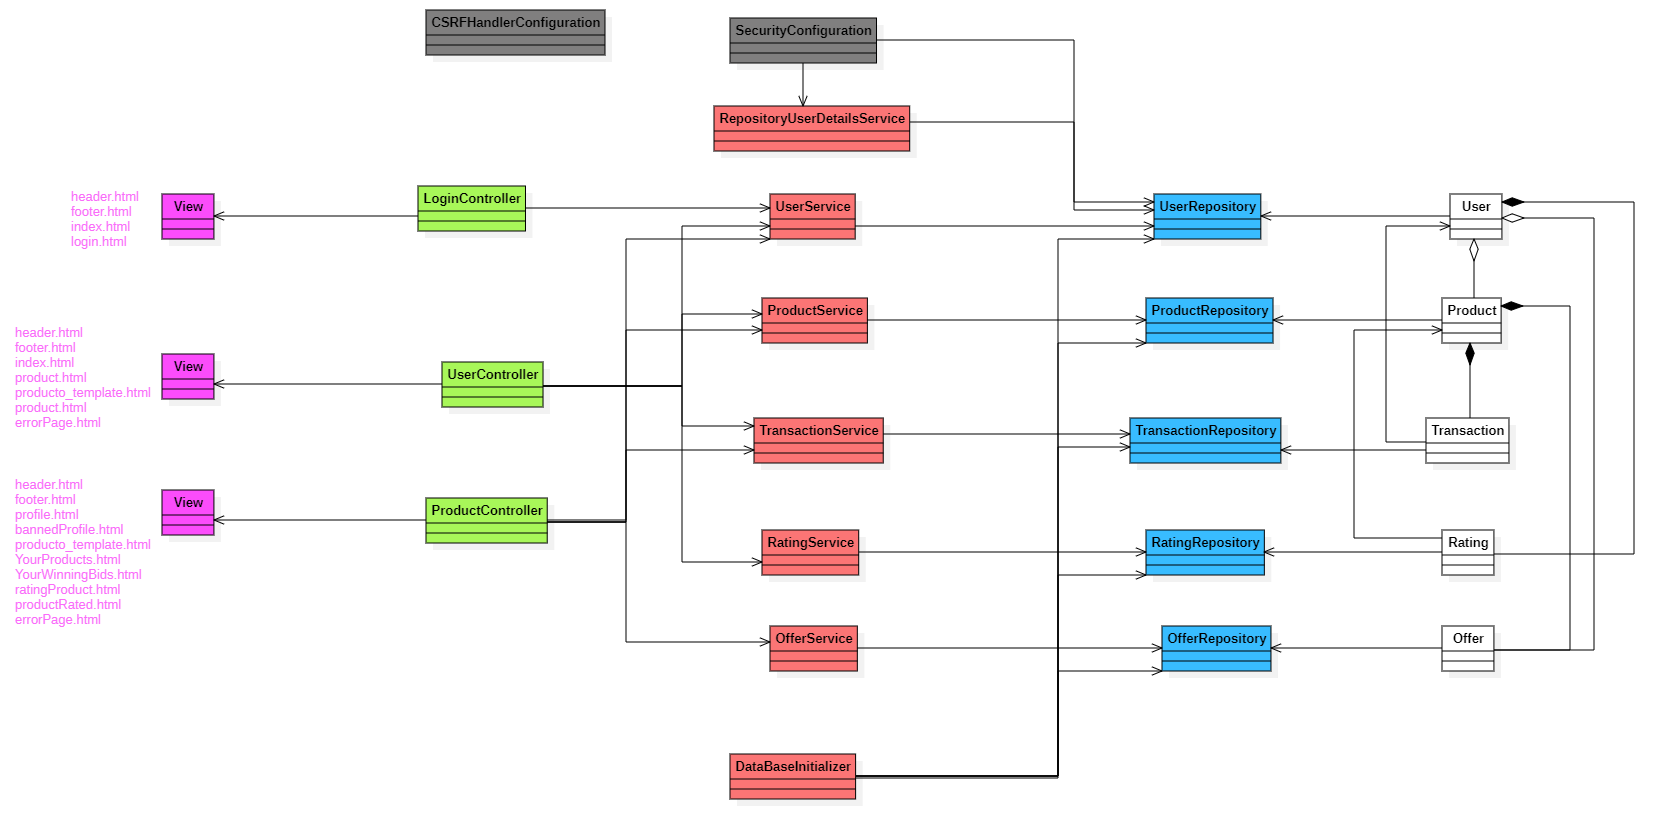 CSRFHandlerConfiguration
SecurityConfiguration
RepositoryUserDetailsService
header.html
footer.html
index.html
login.html
View
LoginController
UserService
UserRepository
User
ProductService
ProductRepository
Product
header.html
footer.html
index.html
product.html
producto_template.html
product.html
errorPage.html
View
UserController
TransactionService
TransactionRepository
Transaction
header.html
footer.html
profile.html
bannedProfile.html
producto_template.html
YourProducts.html
YourWinningBids.html
ratingProduct.html
productRated.html
errorPage.html
View
ProductController
RatingService
RatingRepository
Rating
OfferService
OfferRepository
Offer
DataBaseInitializer